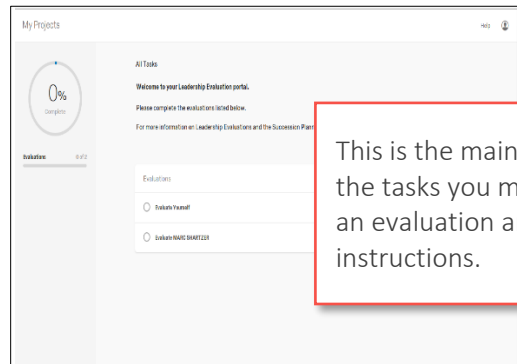 My Projects
Help
0%
Complete
Evaluations 0 of 2
All Tasks
Welcome to your Leadership Evaluation portal.
Please complete the evaluations listed below.
For more information on Leadership Evaluations and the Succession Plann
Evaluations
Evaluate Yourself
Evaluate MARC SHARTZER
This is the main
the tasks you m
an evaluation a
instructions.